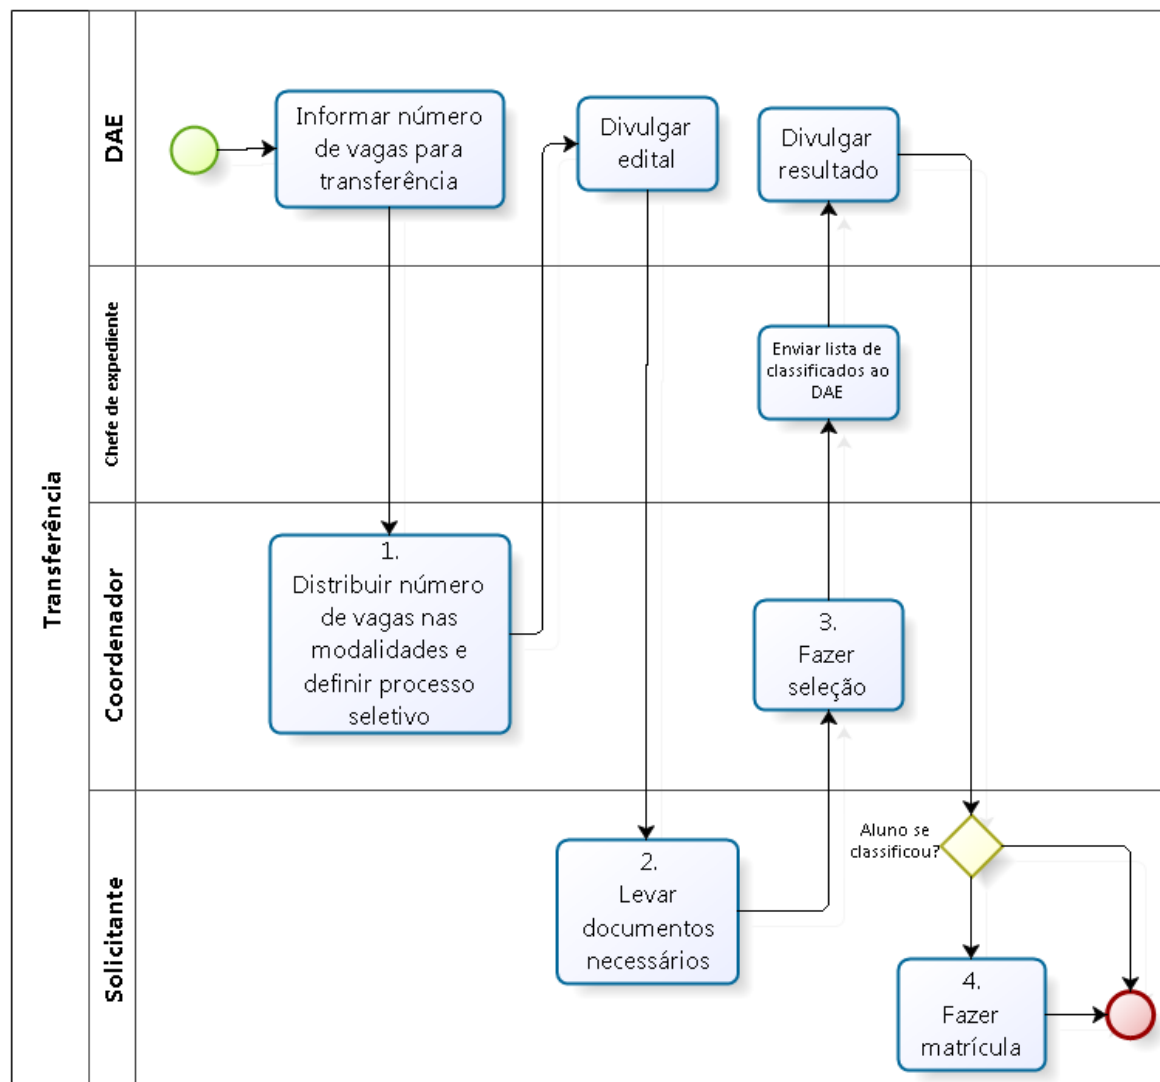 Transferência
DAE
Informar número
de vagas para
transferência
Divulgar
edital
Divulgar
resultado
Chefe de expediente
Enviar lista de
classificados ao
DAE
Coordenador
1.
Distribuir número
de vagas nas
modalidades e
definir processo
seletivo
3.
Fazer
seleção
Solicitante
2.
Levar
documentos
necessários
Aluno se
classificou?
4.
Fazer
matrícula